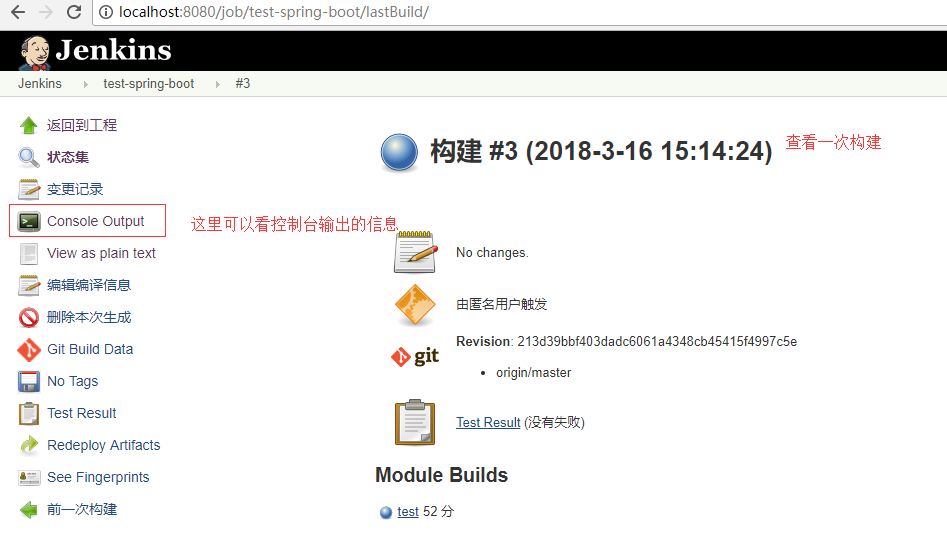 localhost:8080/job/test-spring-boot/lastBuild/
Jenkins
Jenkins test-spring-boot #3
返回到工程
状态集
变更记录
Console Output
View as plain text
编辑编译信息
删除本次生成
Git Build Data
No Tags
Test Result
Redeploy Artifacts
See Fingerprints
前一次构建
构建 #3 (2018-3-16 15:14:24)
查看一次构建
这里可以看控制台输出的信息
No changes.
由匿名用户触发
git
Revision: 213d39bbf403dadc6061a4348cb45415f4997c5e
origin/master
Test Result (没有失败)
Module Builds
test 52 分